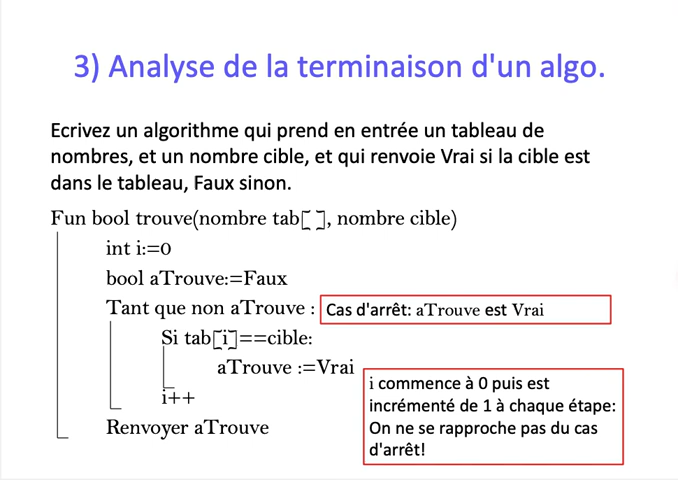 3) Analyse de la terminaison d'un algo.
Ecrivez un algorithme qui prend en entrée un tableau de
nombres, et un nombre cible, et qui renvoie Vrai si la cible est
dans le tableau, Faux sinon.
Fun bool trouve(nombre tab[ ], nombre cible)
int i:=0
bool aTrouve:=Faux
Tant que non aTrouve :
Cas d'arrêt: aTrouve est Vrai
Si tab[i]==cible:
aTrouve :=Vrai
i++
i commence à 0 puis est
incrémenté de 1 à chaque étape:
On ne se rapproche pas du cas
d'arrêt!
Renvoyer aTrouve